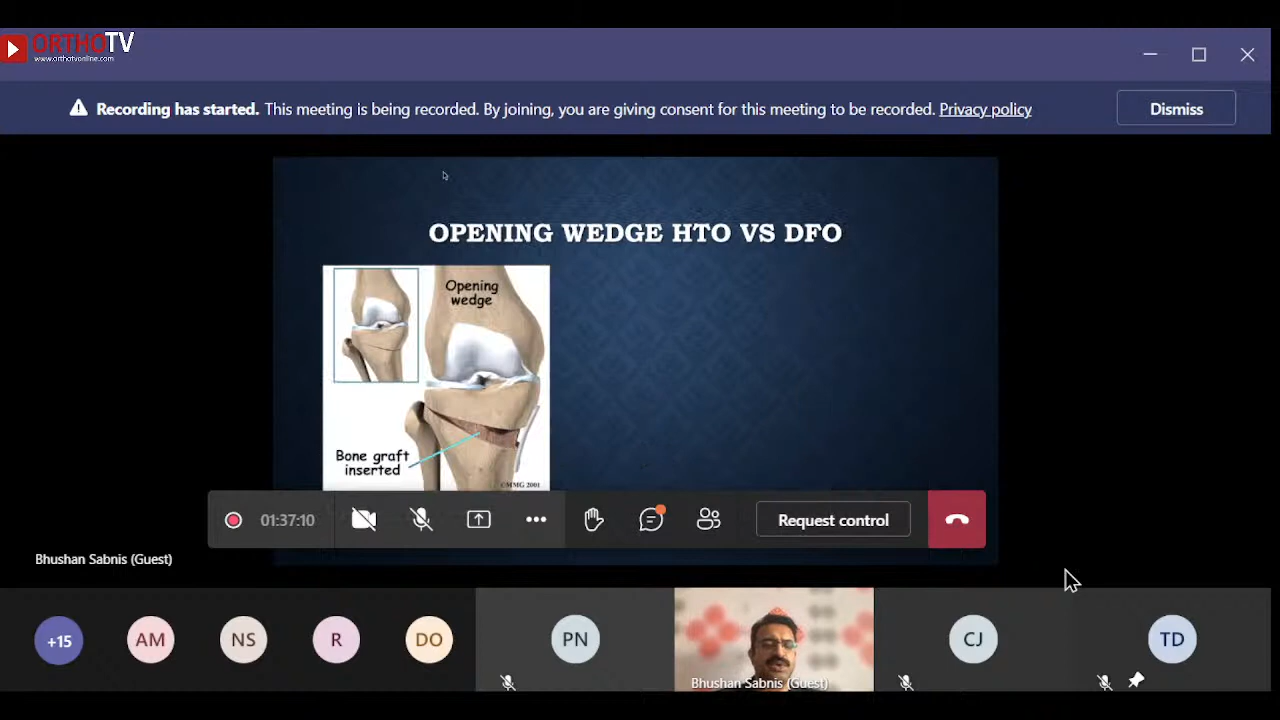 ORTHOTV
www.orthotvonline.com
Recording has started. This meeting is being recorded. By joining, you are giving consent for this meeting to be recorded. Privacy policy
Dismiss
OPENING WEDGE HTO VS DFO
Opening
wedge
Bone graft
inserted
©MMG 2001
01:37:10
Request control
Bhushan Sabnis (Guest)
+15
AM
NS
R
DO
PN
CJ
TD
Bhushan Sabnis (Guest)